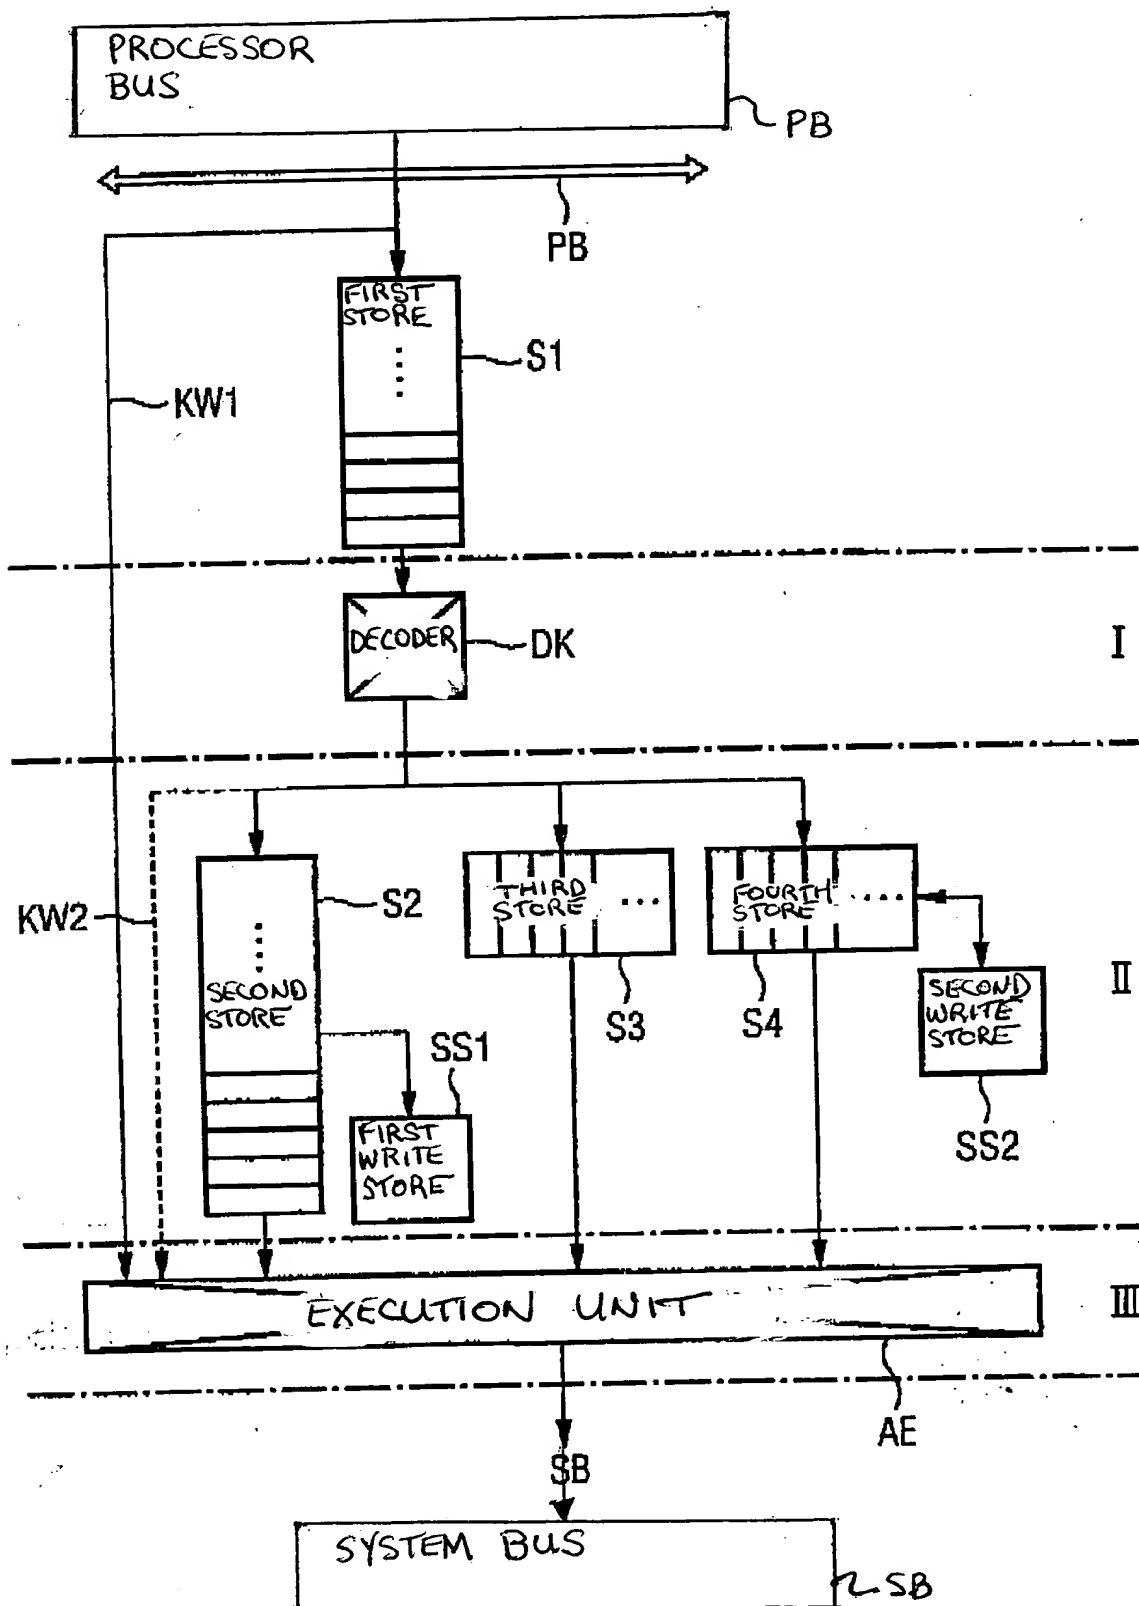 PROCESSOR
BUS
PB
PB
FIRST
STORE
S1
KW1
DECODER
DK
I
KW2
S2
SECOND
STORE
THIRD
STORE
S3
FOURTH
STORE
S4
II
SECOND
WRITE
STORE
SS2
SS1
FIRST
WRITE
STORE
EXECUTION UNIT
III
AE
SB
SYSTEM BUS
SB